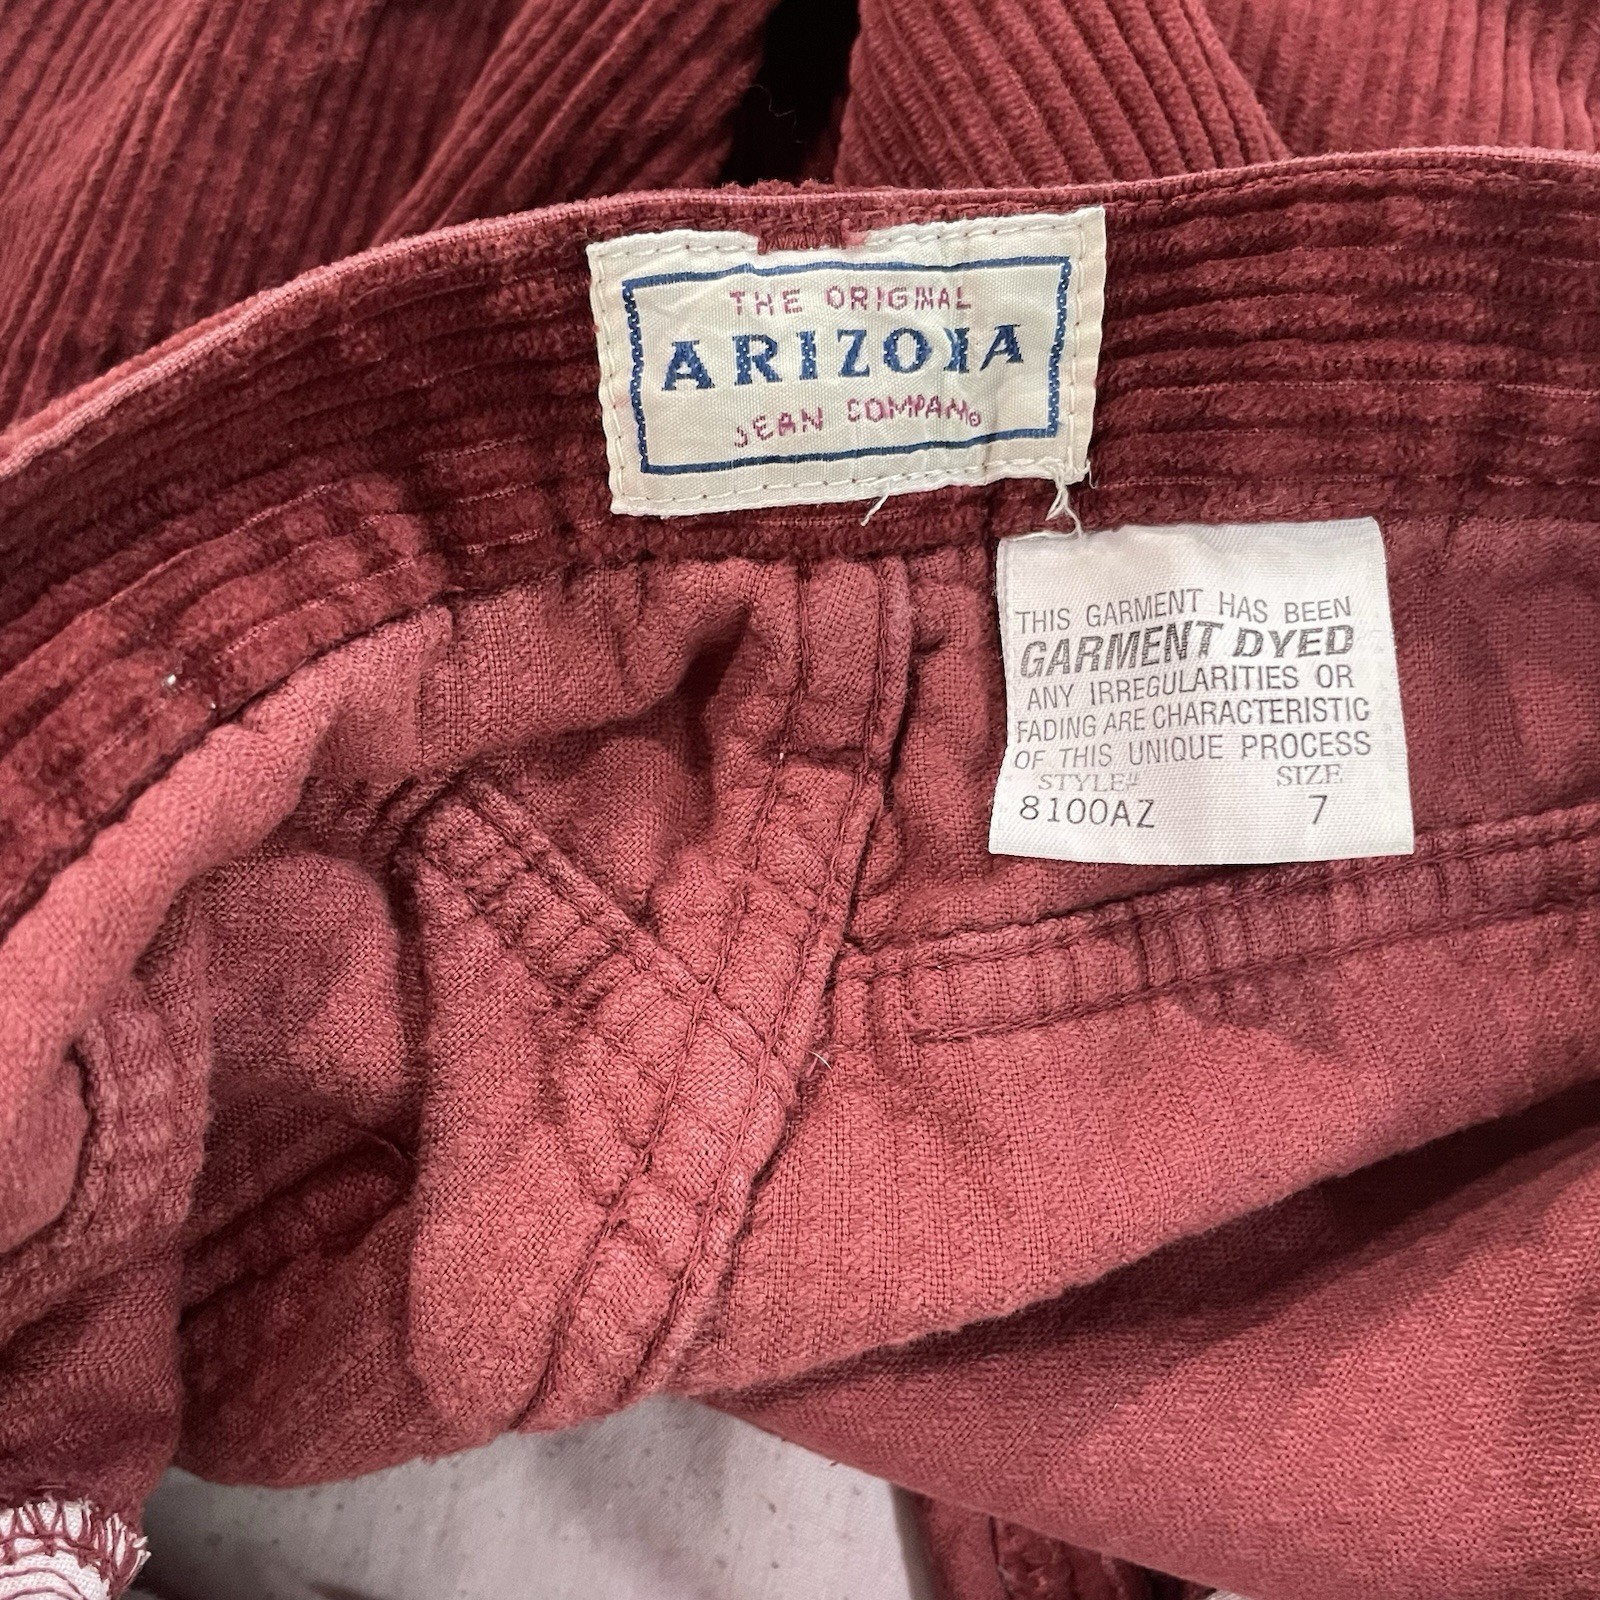 THE ORIGINAL
ARIZONA
JEAN COMPANY
THIS GARMENT HAS BEEN
GARMENT DYED
ANY IRREGULARITIES OR
FADING ARE CHARACTERISTIC
OF THIS UNIQUE PROCESS
STYLE# SIZE
8100AZ 7